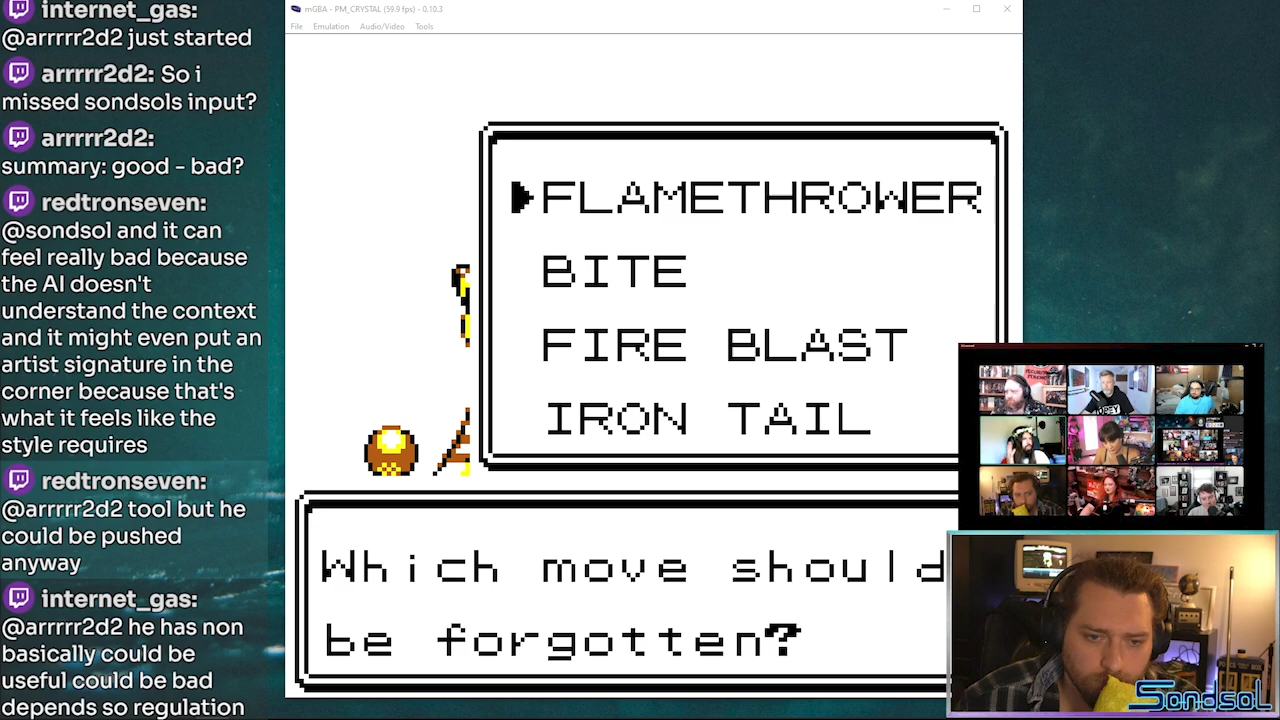 internet_gas:
@arrrrr2d2 just started
arrrrr2d2: So i
missed sondsols input?
arrrrr2d2:
summary: good - bad?
redtronseven:
@sondsol and it can
feel really bad because
the AI doesn't
understand the context
and it might even put an
artist signature in the
corner because that's
what it feels like the
style requires
redtronseven:
@arrrrr2d2 tool but he
could be pushed
anyway
internet_gas:
@arrrrr2d2 he has non
basically could be
useful could be bad
depends so regulation
mGBA - PM_CRYSTAL (59.9 fps) - 0.10.3
File Emulation Audio/Video Tools
FLAMETHROWER
BITE
FIRE BLAST
IRON TAIL
Which move should
be forgotten?
OBEY
SondsoL